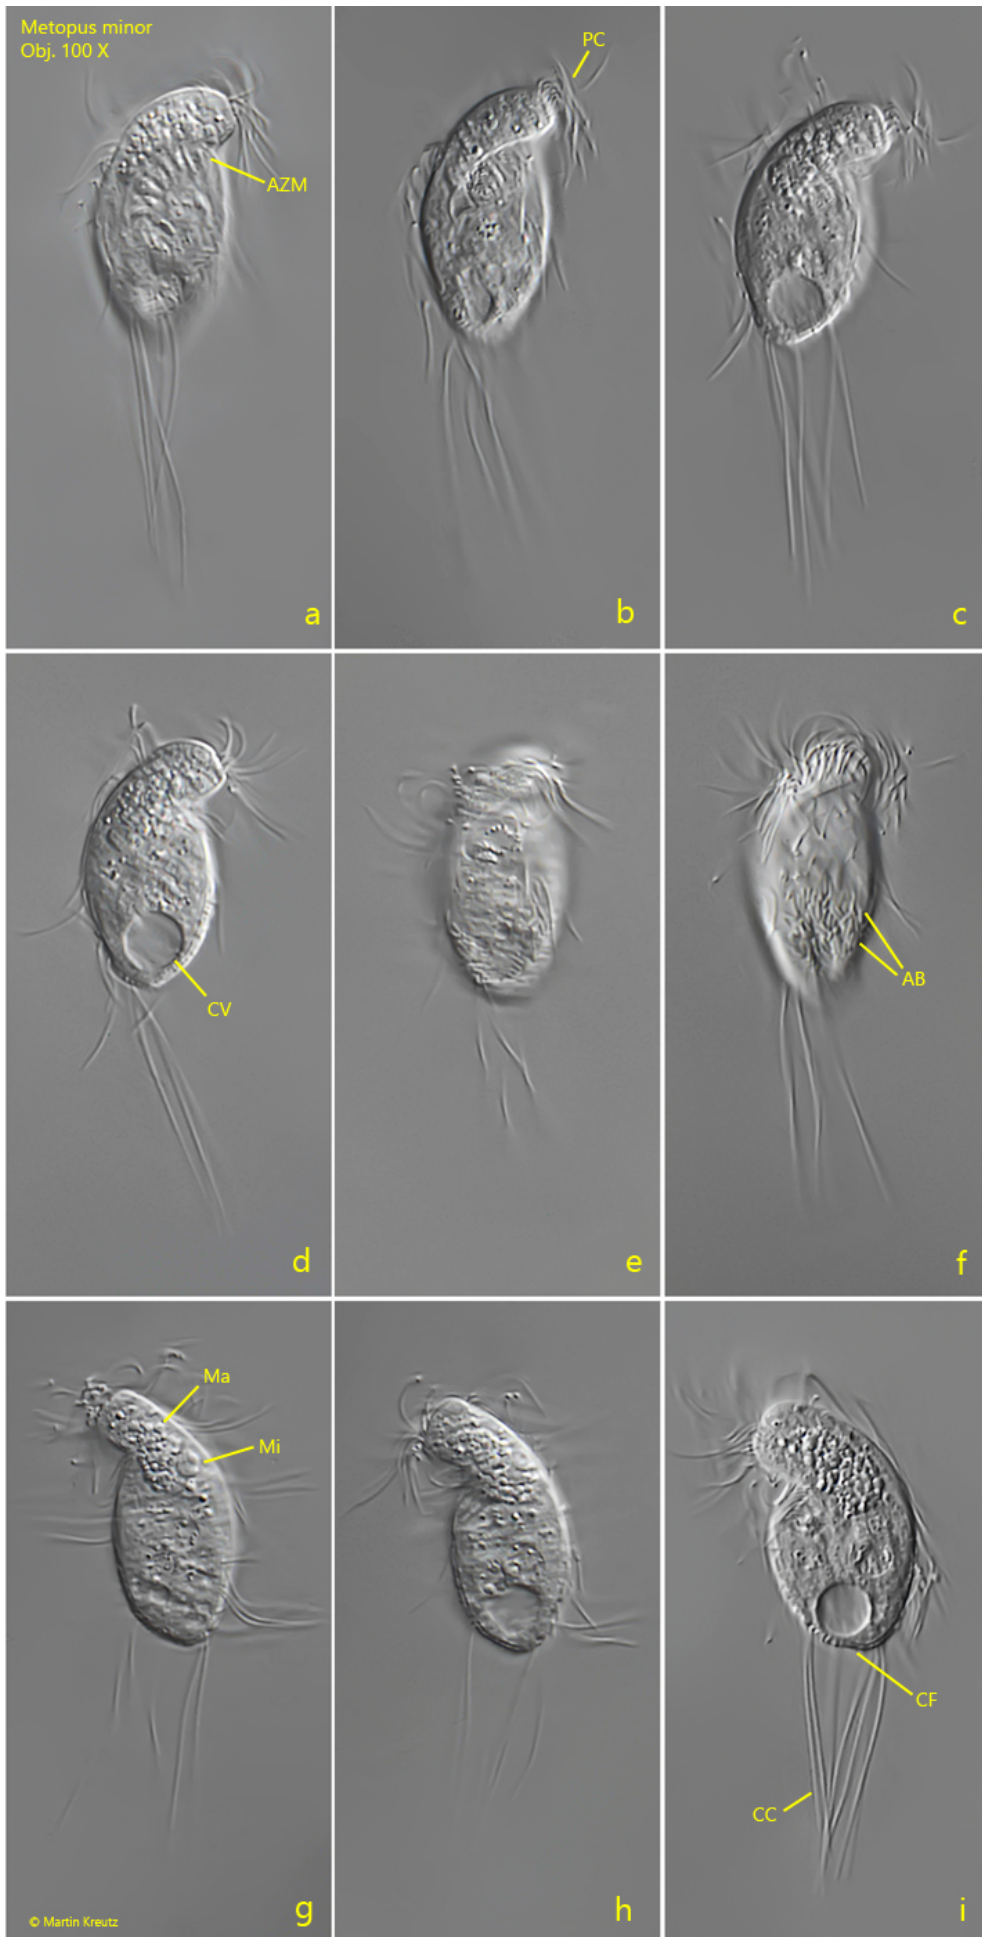 Metopus minor
Obj. 100 X
AZM
a
PC
b
c
CV
d
e
AB
f
Ma
Mi
© Martin Kreutz
g
h
CF
CC
i